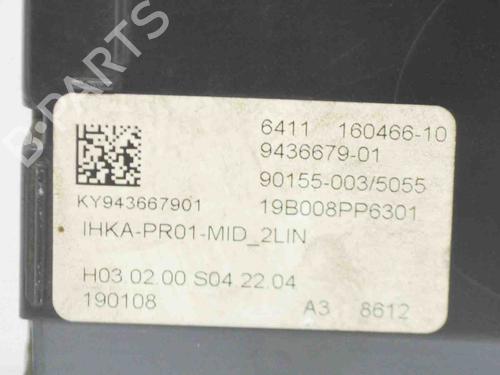 B-PARTS
6411 160466-10
9436679-01
90155-003/5055
KY943667901 19B008PP6301
IHKA-PR01-MID_2LIN
H03.02.00 S04.22.04
190108 A3 8612